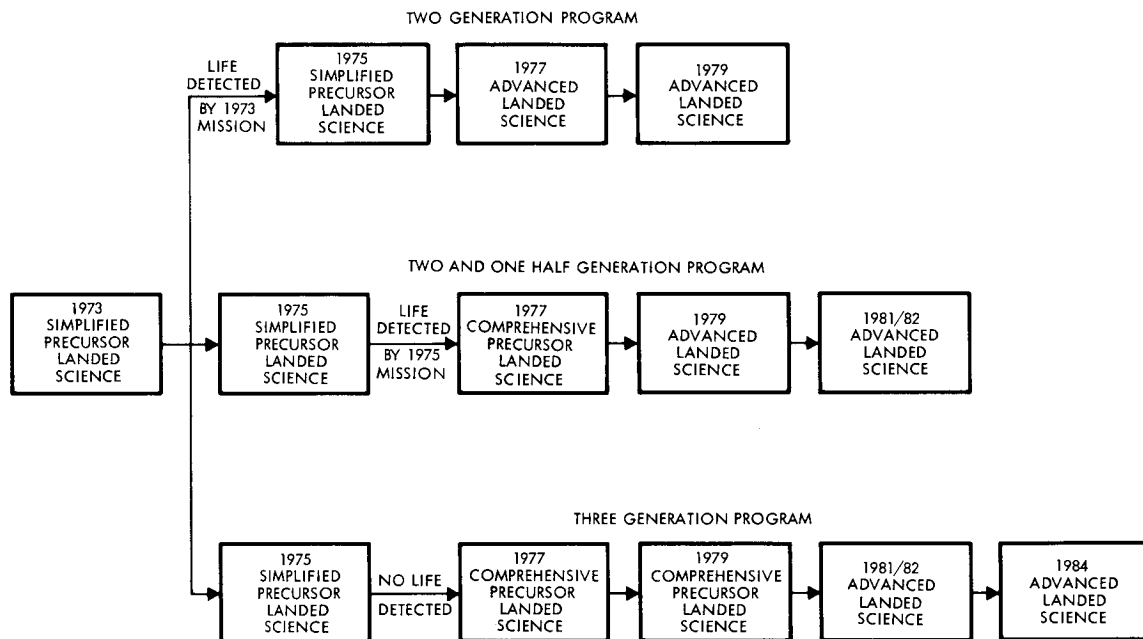 TWO GENERATION PROGRAM
LIFE
DETECTED
BY 1973
MISSION
1975
SIMPLIFIED
PRECURSOR
LANDED
SCIENCE
1977
ADVANCED
LANDED
SCIENCE
1979
ADVANCED
LANDED
SCIENCE
TWO AND ONE HALF GENERATION PROGRAM
1973
SIMPLIFIED
PRECURSOR
LANDED
SCIENCE
1975
SIMPLIFIED
PRECURSOR
LANDED
SCIENCE
LIFE
DETECTED
BY 1975
MISSION
1977
COMPREHENSIVE
PRECURSOR
LANDED
SCIENCE
1979
ADVANCED
LANDED
SCIENCE
1981/82
ADVANCED
LANDED
SCIENCE
THREE GENERATION PROGRAM
1975
SIMPLIFIED
PRECURSOR
LANDED
SCIENCE
NO LIFE
DETECTED
1977
COMPREHENSIVE
PRECURSOR
LANDED
SCIENCE
1979
COMPREHENSIVE
PRECURSOR
LANDED
SCIENCE
1981/82
ADVANCED
LANDED
SCIENCE
1984
ADVANCED
LANDED
SCIENCE